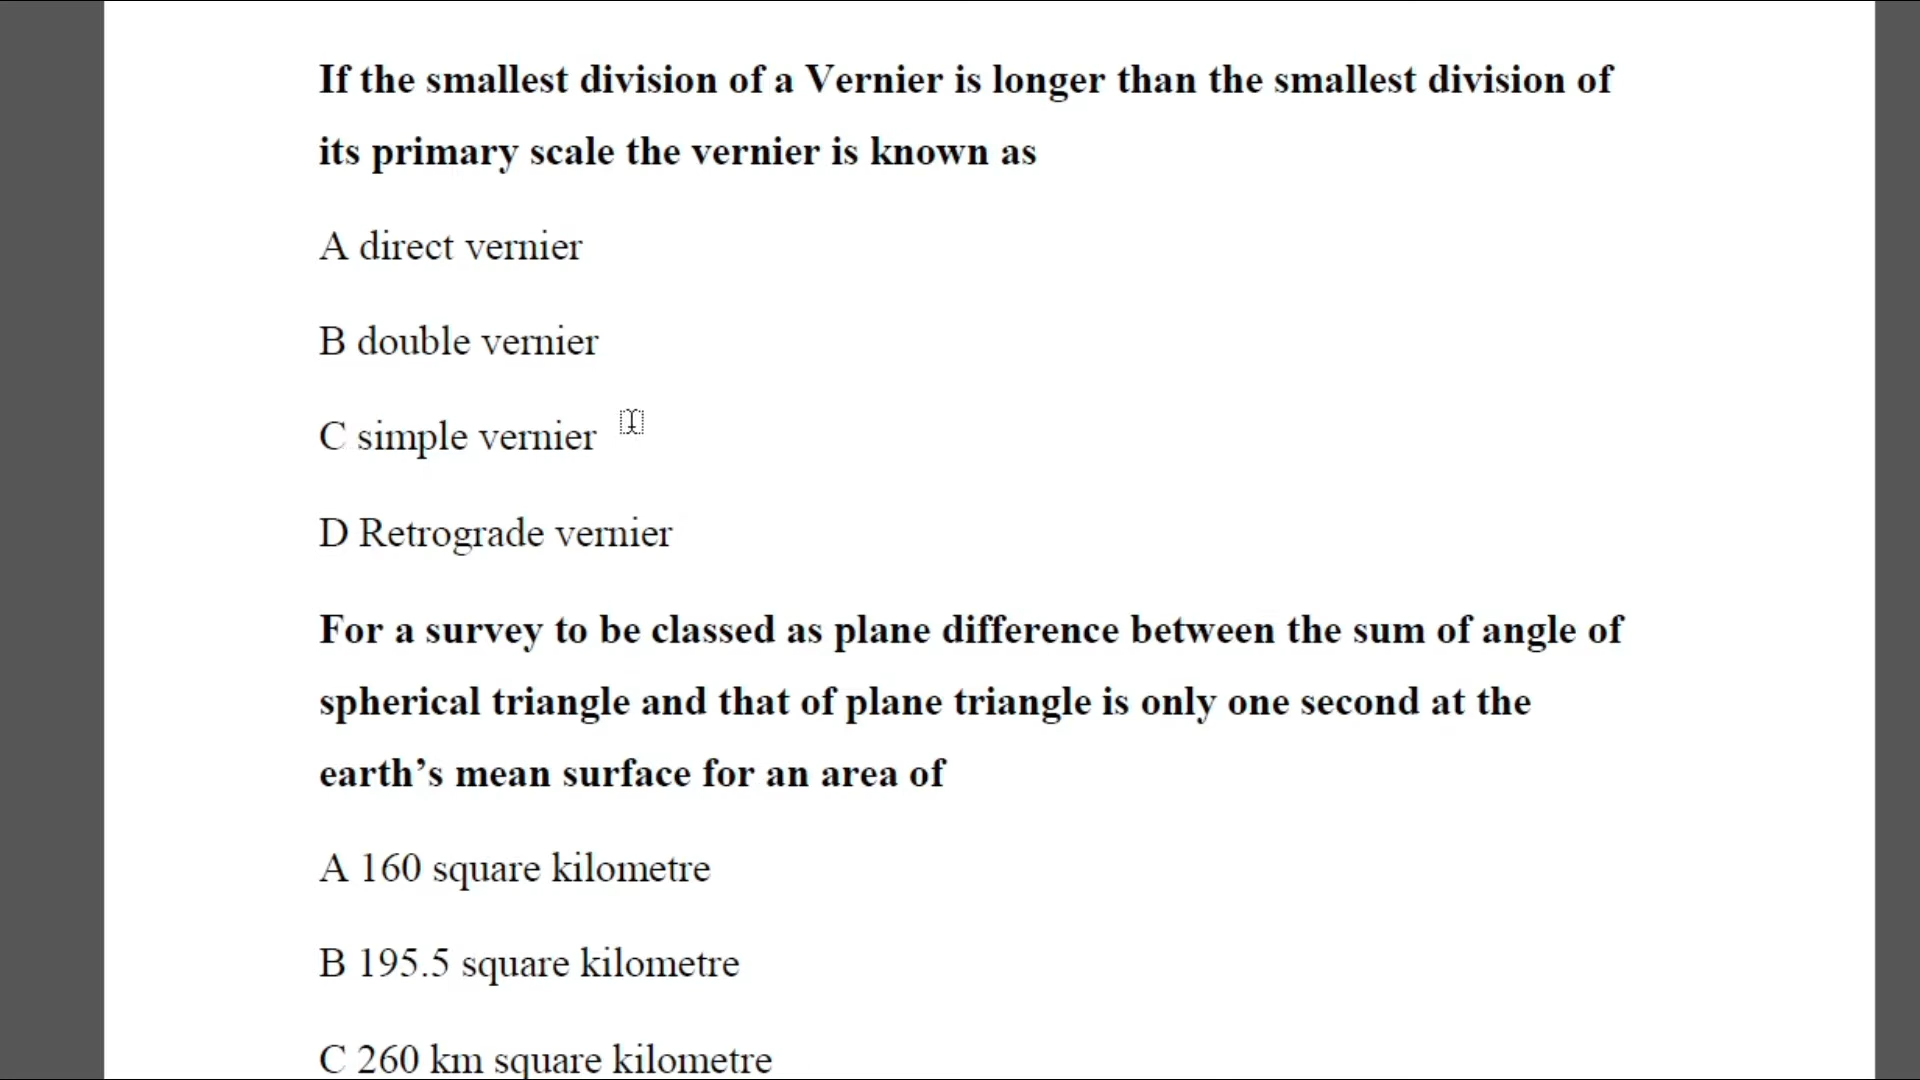 If the smallest division of a Vernier is longer than the smallest division of
its primary scale the vernier is known as
A direct vernier
B double vernier
C simple vernier
D Retrograde vernier
For a survey to be classed as plane difference between the sum of angle of
spherical triangle and that of plane triangle is only one second at the
earth’s mean surface for an area of
A 160 square kilometre
B 195.5 square kilometre
C 260 km square kilometre